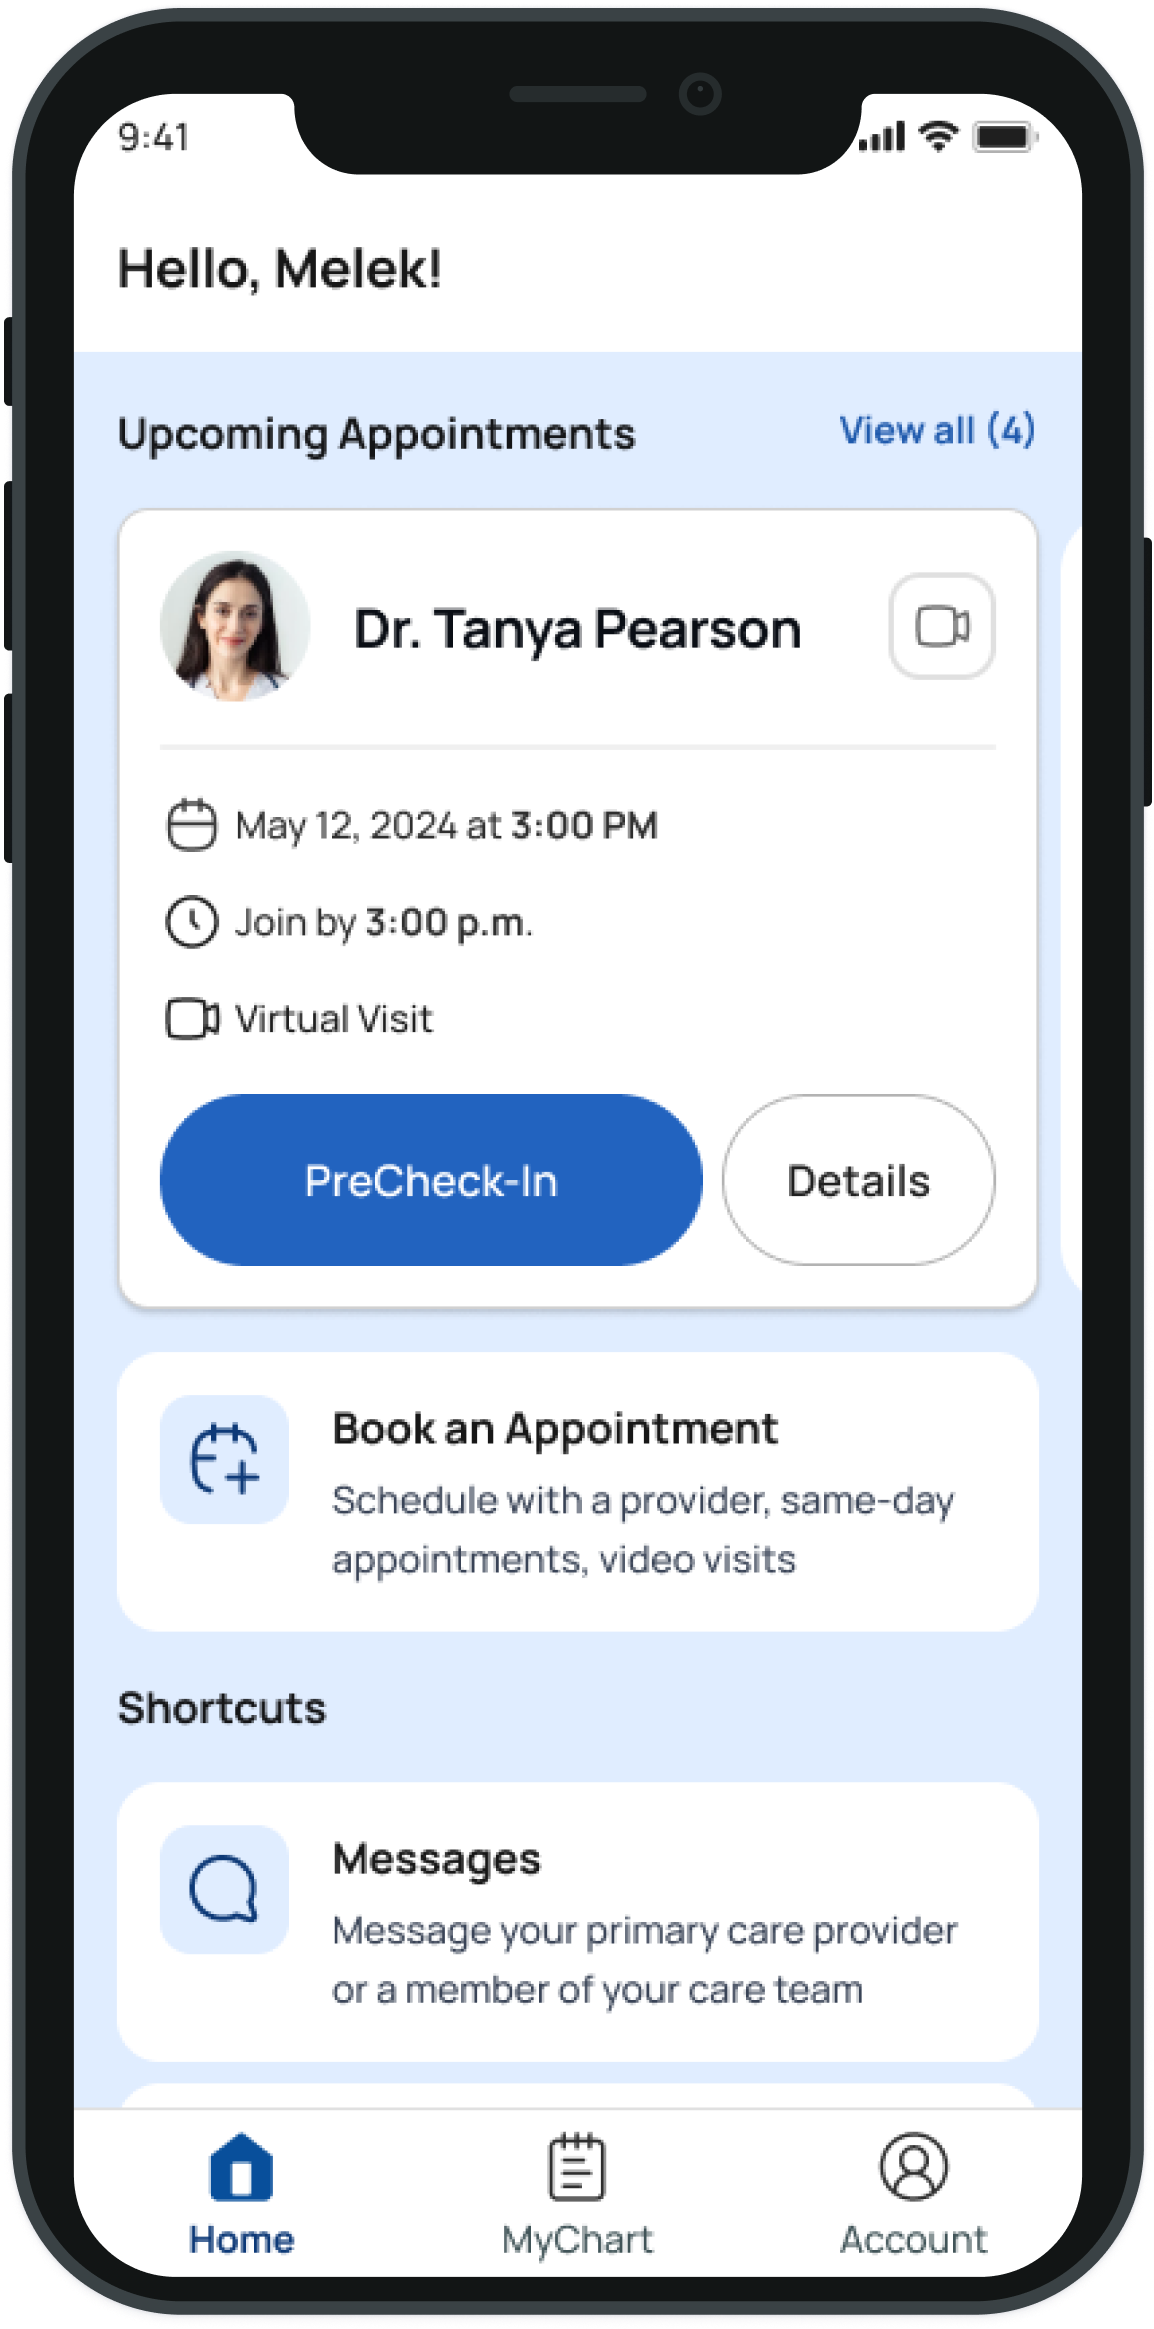 9:41
Hello, Melek!
Upcoming Appointments
View all (4)
Dr. Tanya Pearson
May 12, 2024 at 3:00 PM
Join by 3:00 p.m.
Virtual Visit
PreCheck-In
Details
Book an Appointment
Schedule with a provider, same-day
appointments, video visits
Shortcuts
Messages
Message your primary care provider
or a member of your care team
Home
MyChart
Account